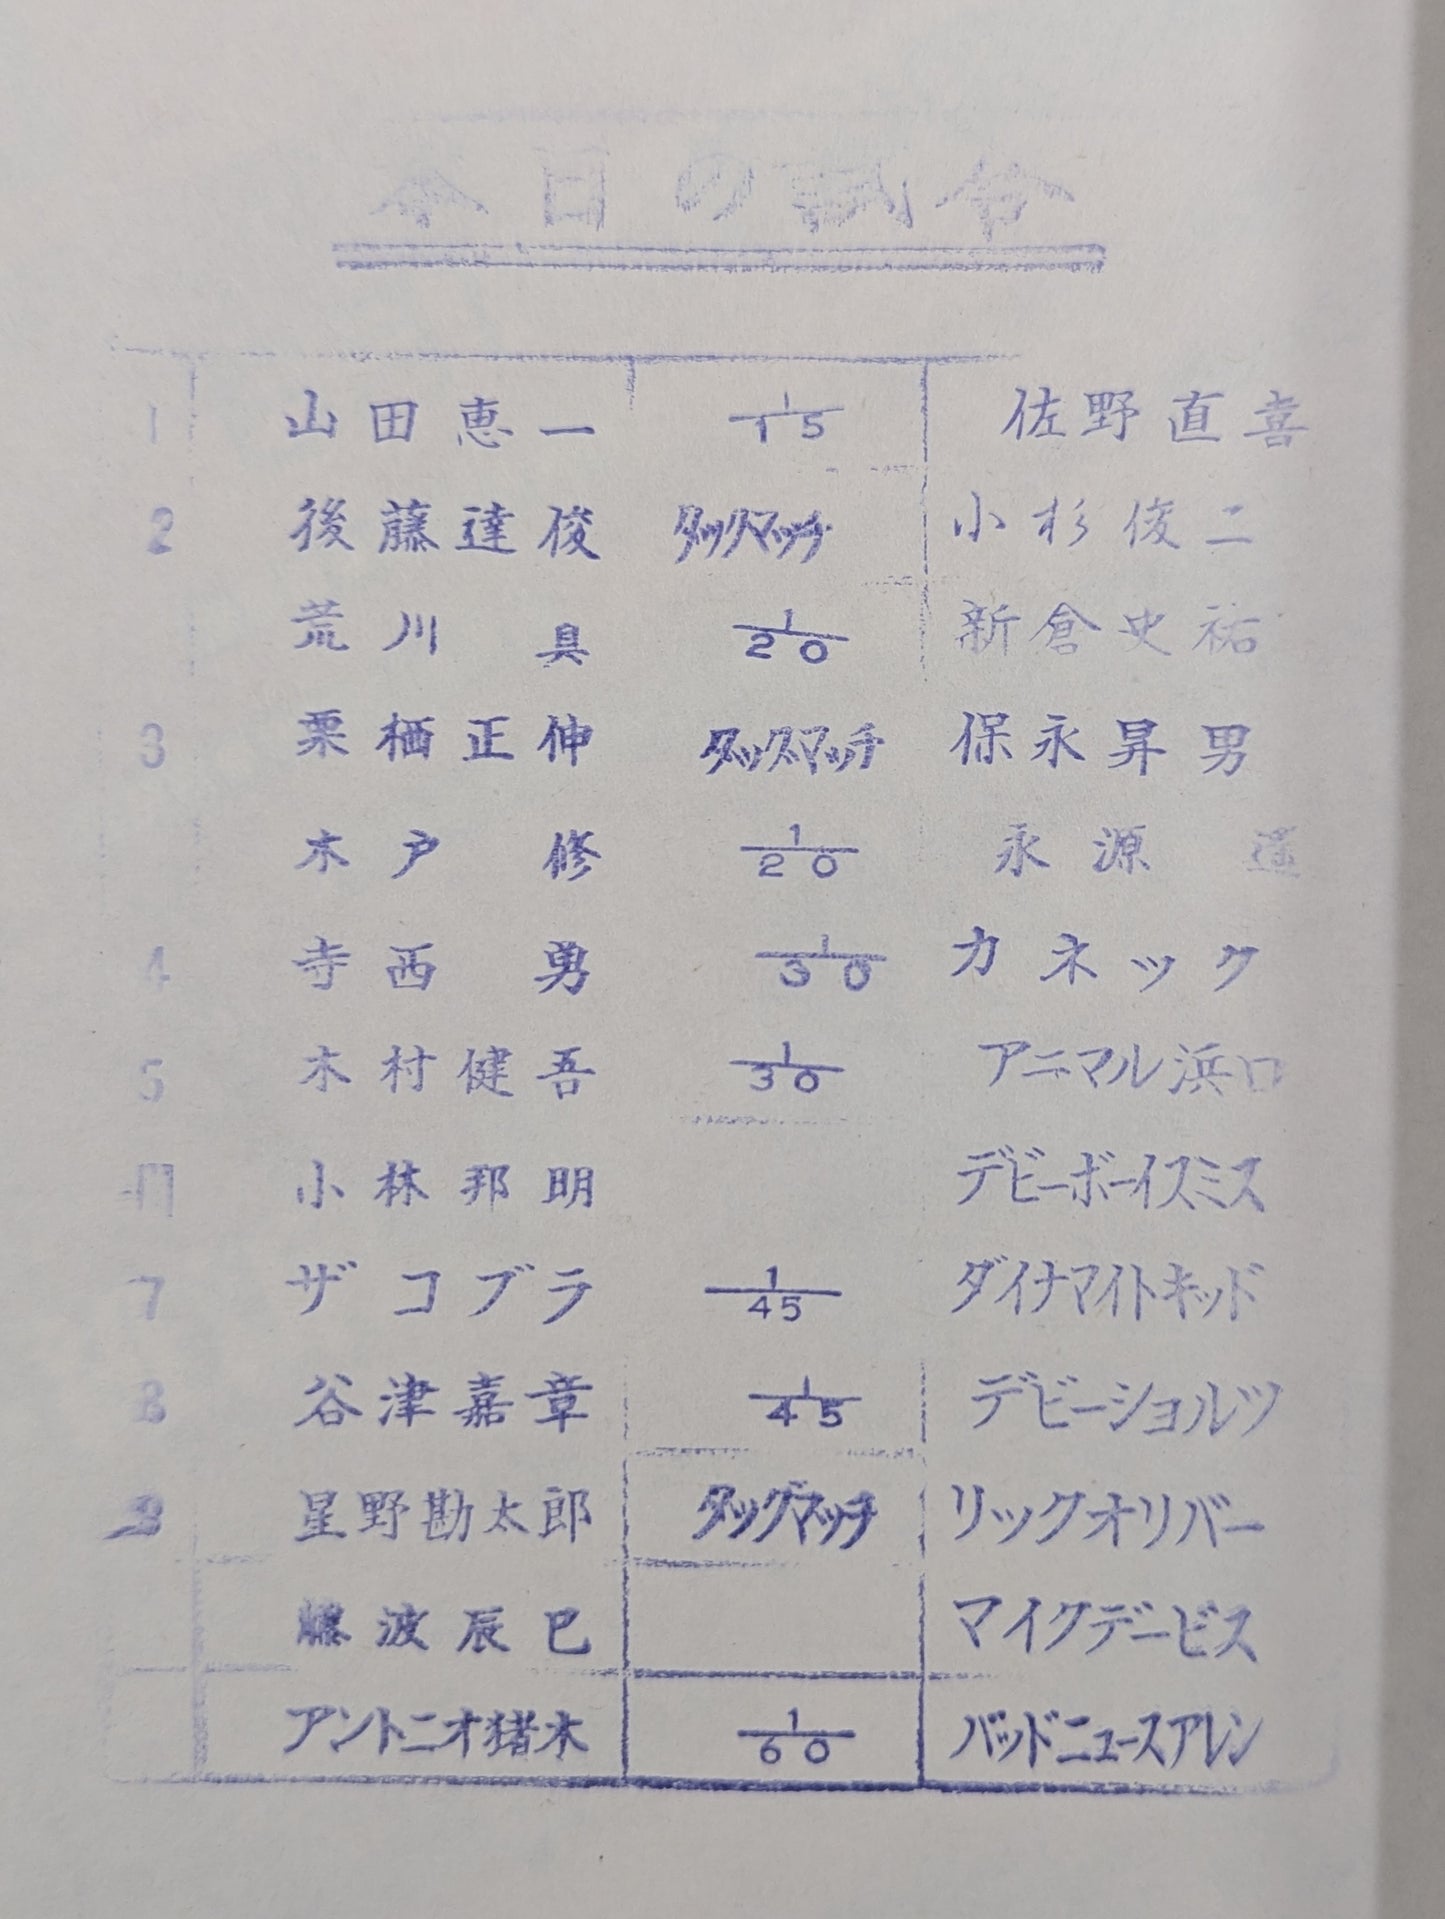 今日の試合
1 山田恵一 1/15 佐野直喜
2 後藤達俊 タッグマッチ 小杉俊二
荒川真 1/20 新倉史祐
3 栗栖正伸 タッグマッチ 保永昇男
木戸修 1/20 永源遥
4 寺西勇 1/30 カネック
5 木村健吾 1/30 アニマル浜口
小林邦明 デビーボーイスミス
7 ザコブラ 1/45 ダイナマイトキッド
8 谷津嘉章 1/45 デビーショルツ
星野勘太郎 タッグマッチ リックオリバー
藤波辰巳 マイクデービス
アントニオ猪木 1/60 バッドニュースアレン